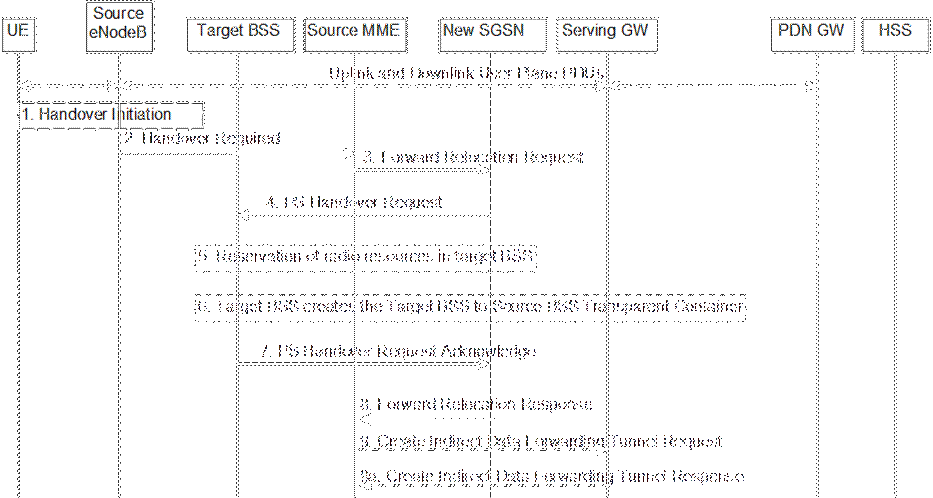 UE
Source
eNodeB
Target BSS
Source MME
New SGSN
Serving GW
PDN GW
HSS
Uplink and Downlink User Plane PDUs
1. Handover Initiation
2. Handover Required
3. Forward Relocation Request
4. PS Handover Request
5. Reservation of radio resources in target BSS
6. Target BSS creates the Target BSS to Source BSS Transparent Container
7. PS Handover Request Acknowledge
8. Forward Relocation Response
9. Create Indirect Data Forwarding Tunnel Request
9a. Create Indirect Data Forwarding Tunnel Response